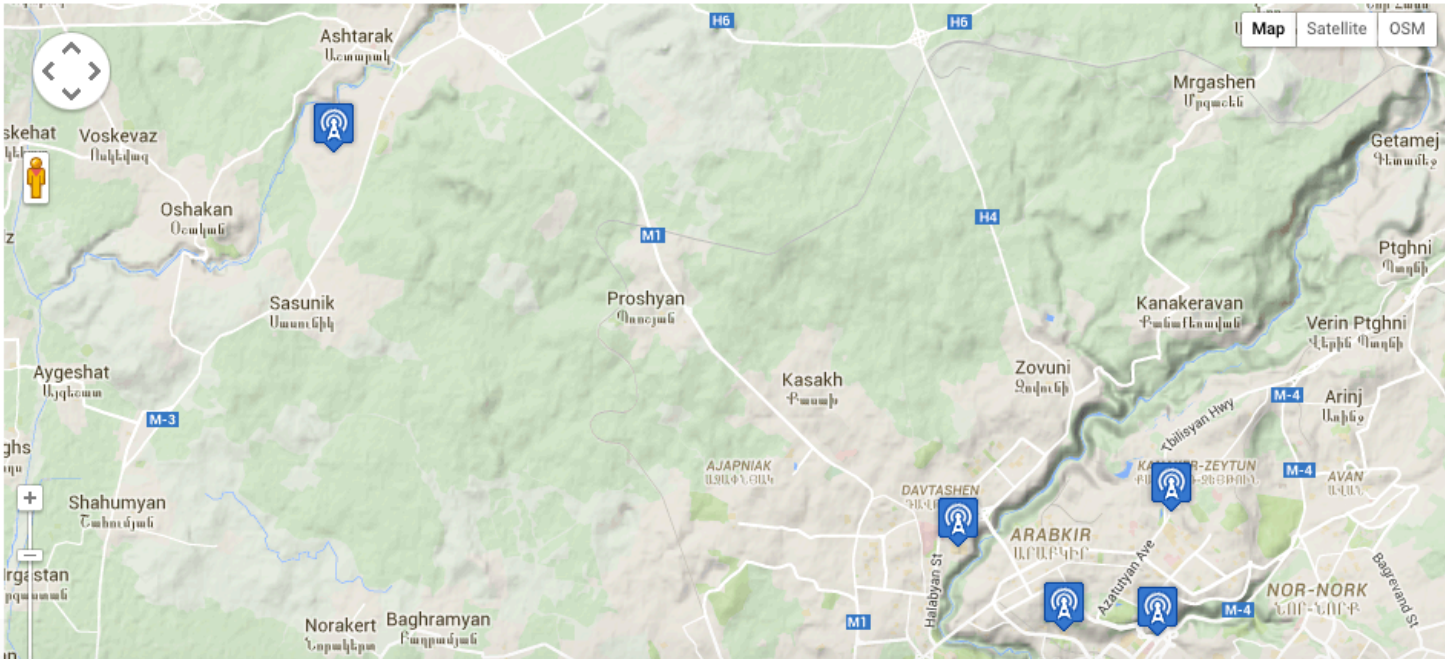 H6
H6
Map
Satellite
OSM
Ashtarak
Աշտարակ
Mrgashen
Մրգաշեն
skehat
Voskevaz
Ոսկեվազ
Getamej
Գետամեջ
Oshakan
Օշական
H4
M1
Ptghni
Պտղնի
Sasunik
Սասունիկ
Proshyan
Պռոշյան
Kanakeravan
Քանաքեռավան
Verin Ptghni
Վերին Պտղնի
Aygeshat
Այգեշատ
Kasakh
Քասախ
Zovuni
Զովունի
M-4
Arinj
Առինջ
M-3
Tbilisyan Hwy
ghs
AJAPNIAK
ԱՋԱՓՆՅԱԿ
M-4
AVAN
ԱՎԱՆ
DAVTASHEN
Shahumyan
Շահումյան
ARABKIR
ԱՐԱԲԿԻՐ
Azatutyan Ave
Halabyan St
Bagrevand St
rgastan
NOR-NORK
ՆՈՐ-ՆՈՐՔ
M-4
Norakert
Նորակերտ
Baghramyan
Բաղրամյան
M1